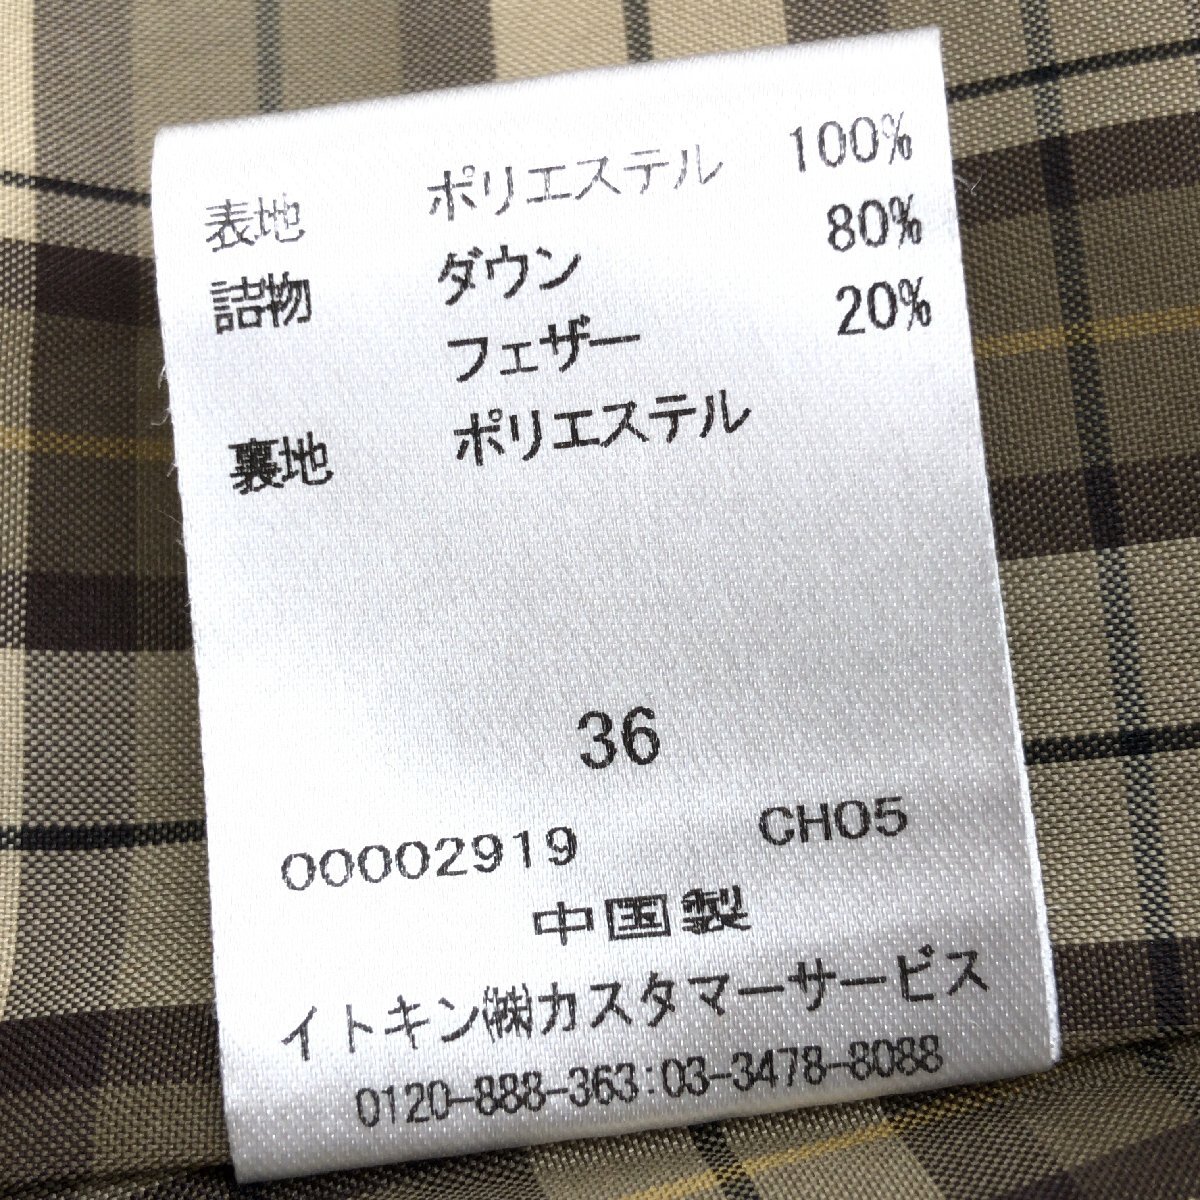 表地 ポリエステル 100%
詰物 ダウン 80%
フェザー 20%
裏地 ポリエステル
36
00002919 CH05
中国製
イトキン㈱カスタマーサービス
0120-888-363:03-3478-8088